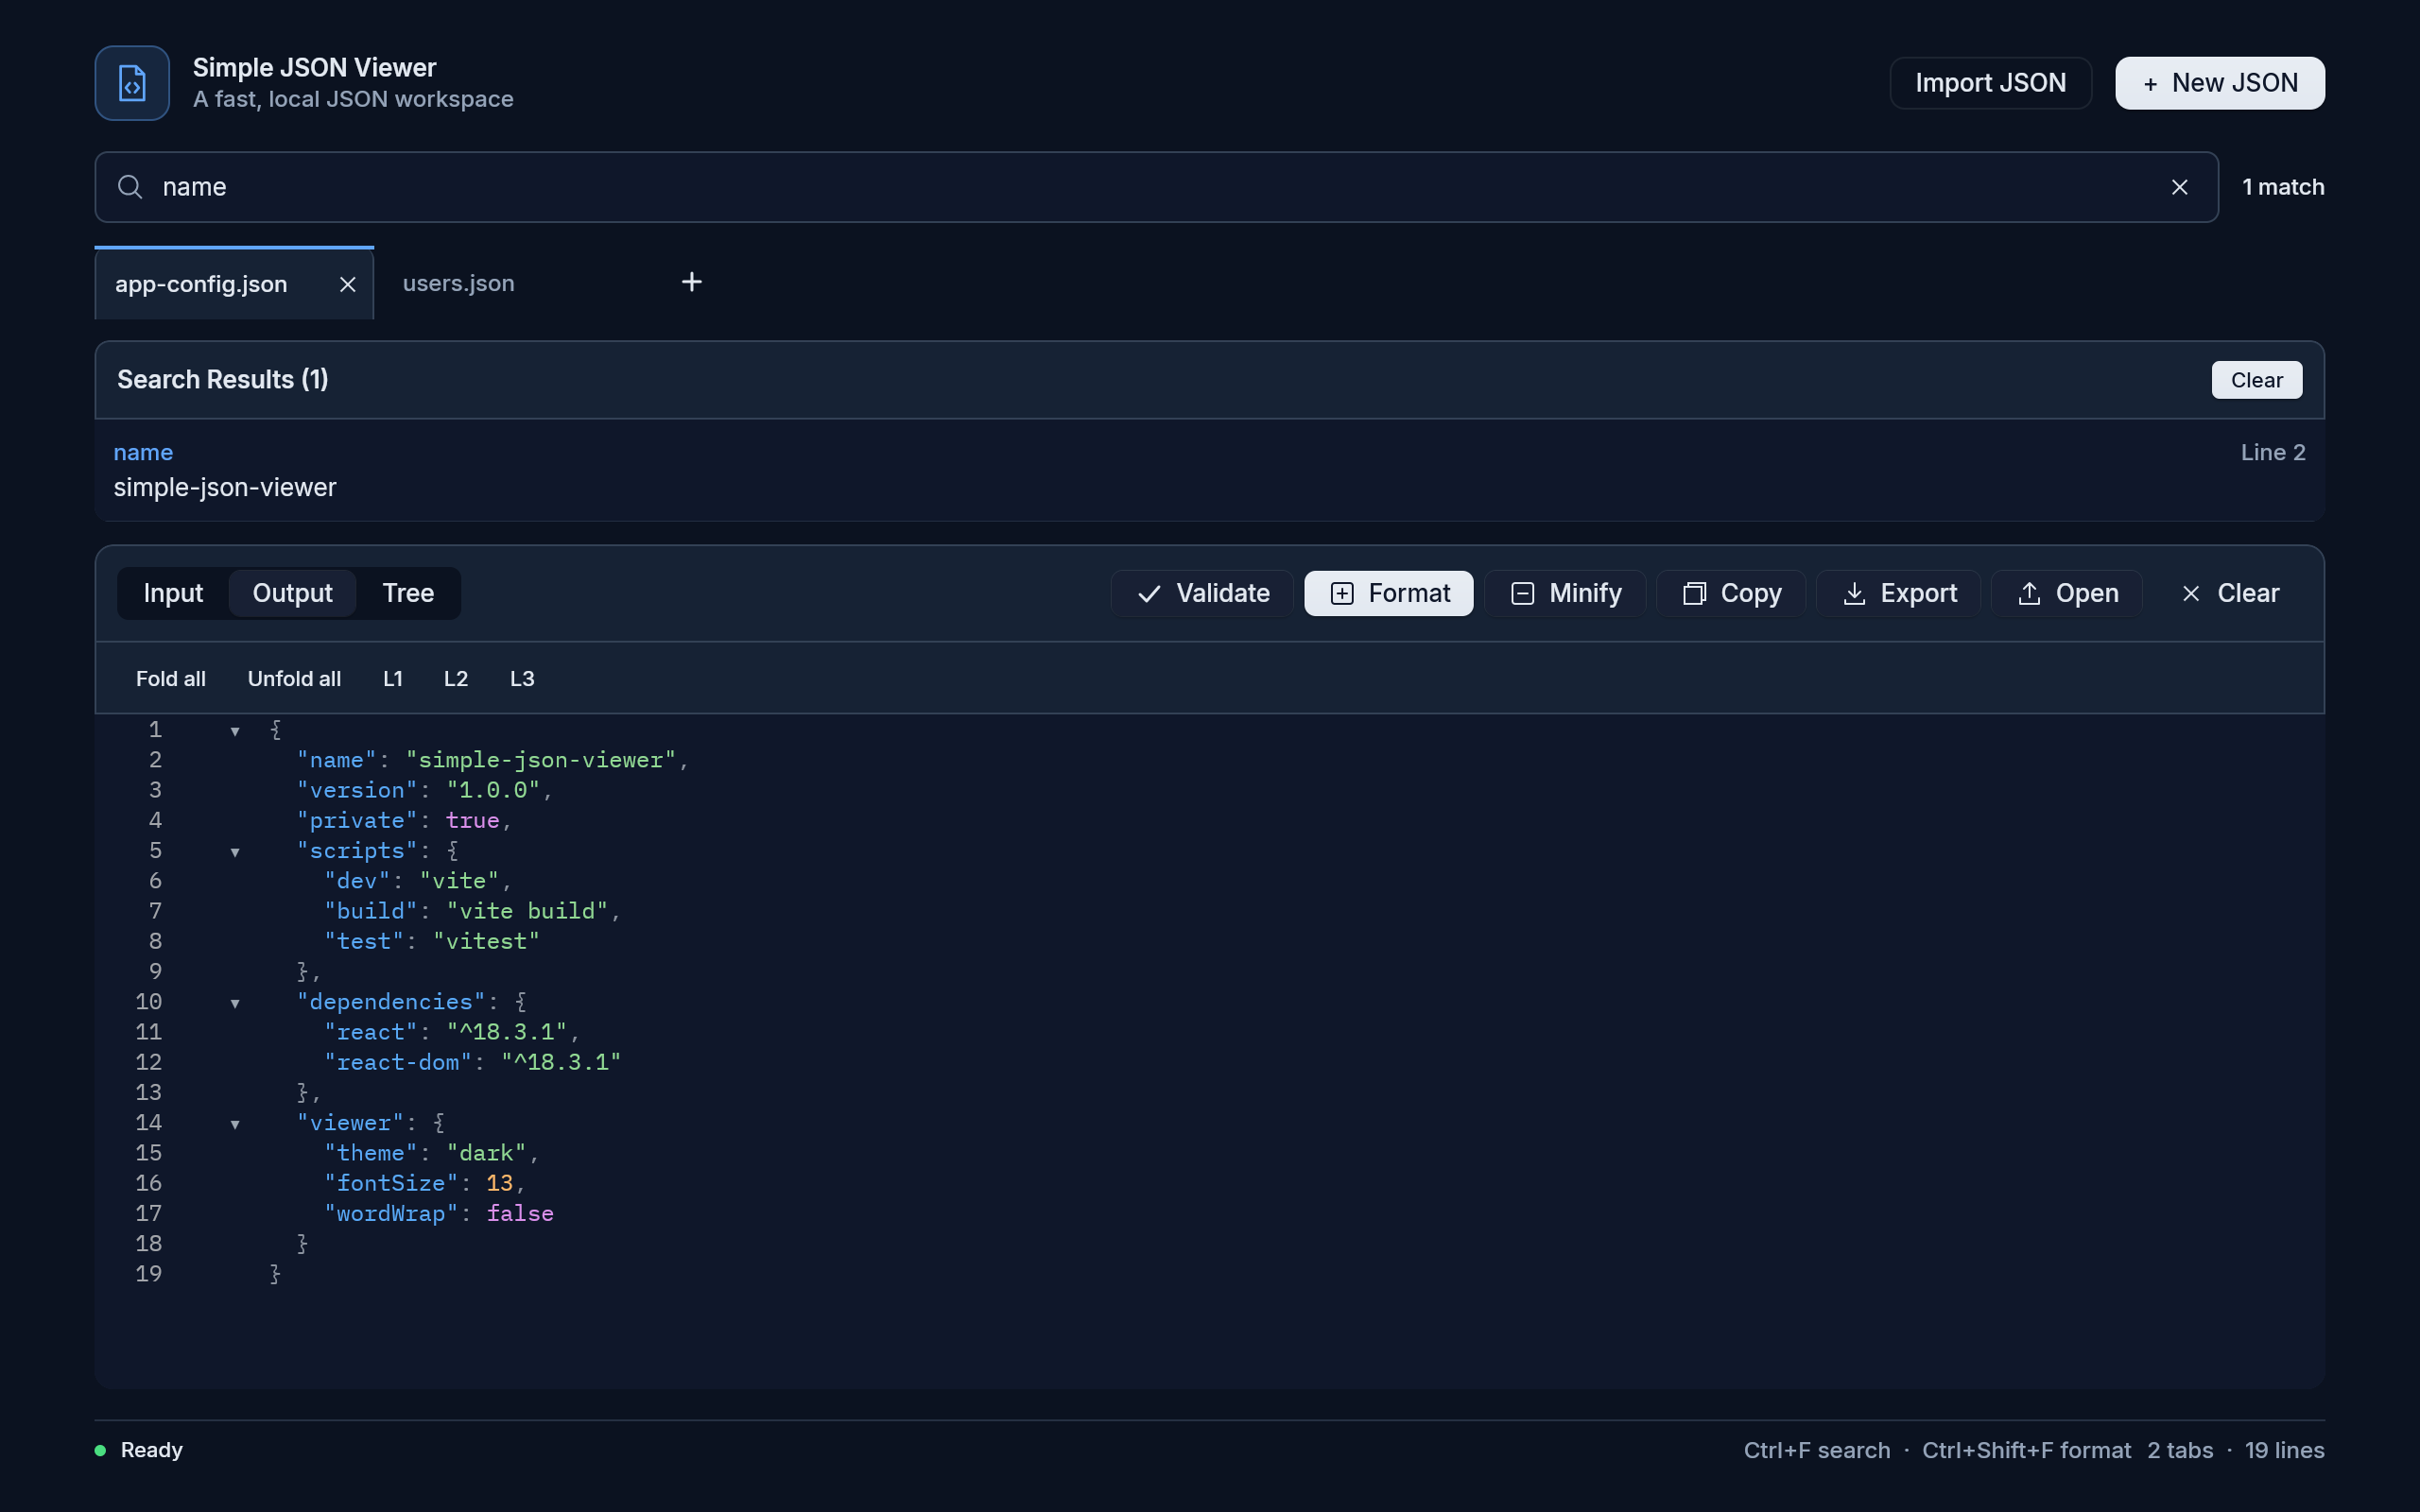 Simple JSON Viewer
A fast, local JSON workspace
Import JSON
+ New JSON
name
1 match
app-config.json
users.json
+
Search Results (1)
Clear
name
Line 2
simple-json-viewer
Input Output Tree
Validate Format Minify Copy Export Open Clear
Fold all Unfold all L1 L2 L3
1 ▾ {
2   "name": "simple-json-viewer",
3   "version": "1.0.0",
4   "private": true,
5 ▾   "scripts": {
6     "dev": "vite",
7     "build": "vite build",
8     "test": "vitest"
9   },
10 ▾   "dependencies": {
11     "react": "^18.3.1",
12     "react-dom": "^18.3.1"
13   },
14 ▾   "viewer": {
15     "theme": "dark",
16     "fontSize": 13,
17     "wordWrap": false
18   }
19 }
Ready
Ctrl+F search · Ctrl+Shift+F format 2 tabs · 19 lines